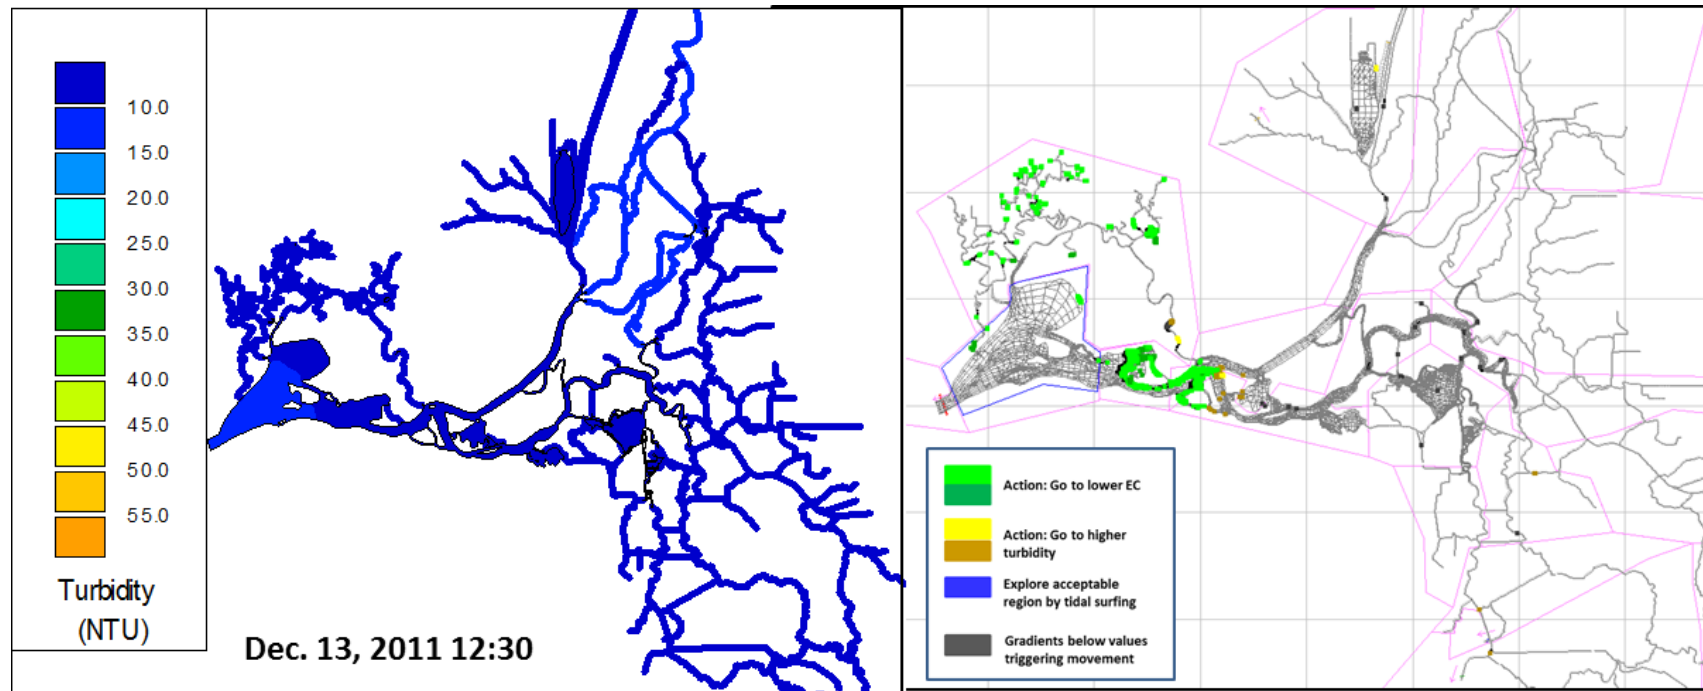 10.0
15.0
20.0
25.0
30.0
35.0
40.0
45.0
50.0
55.0
Turbidity
(NTU)
Dec. 13, 2011 12:30
Action: Go to lower EC
Action: Go to higher
turbidity
Explore acceptable
region by tidal surfing
Gradients below values
triggering movement